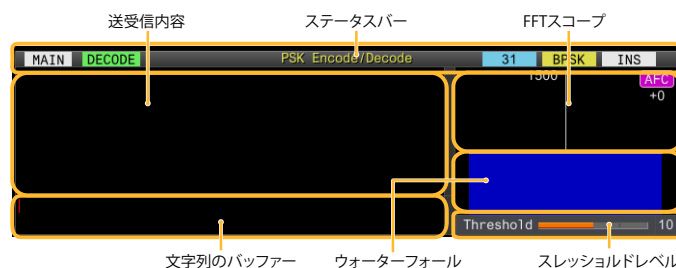 送受信内容 ステータスバー FFTスコープ
MAIN DECODE PSK Encode/Decode 31 BPSK INS
1500 AFC
+0
Threshold 10
文字列のバッファー ウォーターフォール スレッショルドレベル